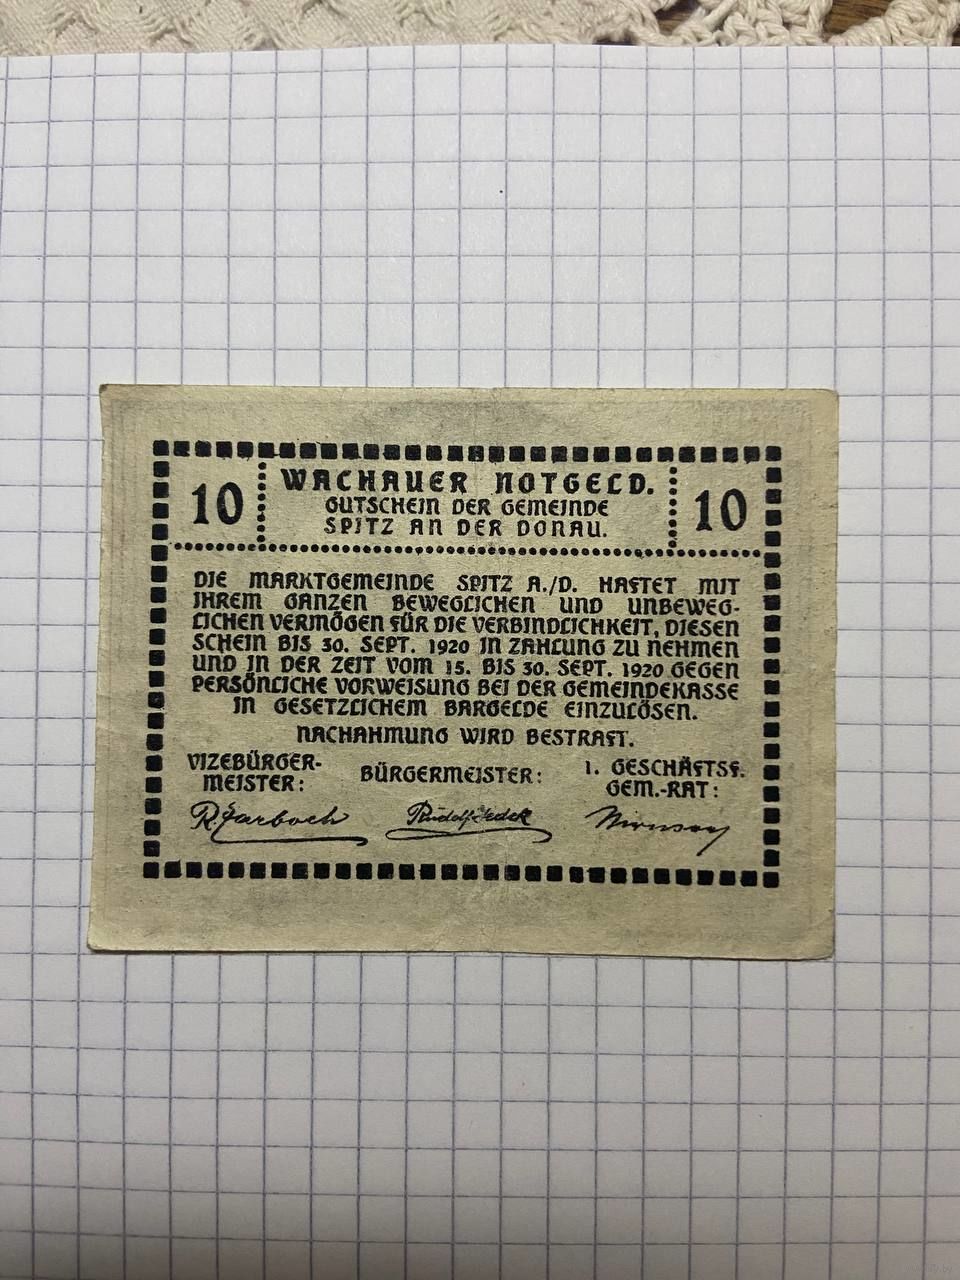 10
WACHAUER NOTGELD.
10
GUTSCHEIN DER GEMEINDE
SPITZ AN DER DONAU.
DIE MARKTGEMEINDE SPITZ A./D. HAFTET MIT
IHREM GANZEN BEWEGLICHEN UND UNBEWEG-
LICHEN VERMÖGEN FÜR DIE VERBINDLICHKEIT, DIESEN
SCHEIN BIS 30. SEPT. 1920 IN ZAHLUNG ZU NEHMEN
UND IN DER ZEIT VOM 15. BIS 30. SEPT. 1920 GEGEN
PERSÖNLICHE VORWEISUNG BEI DER GEMEINDEKASSE
IN GESETZLICHEM BARGELDE EINZULÖSEN.
NACHAHMUNG WIRD BESTRAFT.
VIZEBÜRGER-
MEISTER:
BÜRGERMEISTER:
1. GESCHÄFTSF.
GEM.-RAT: